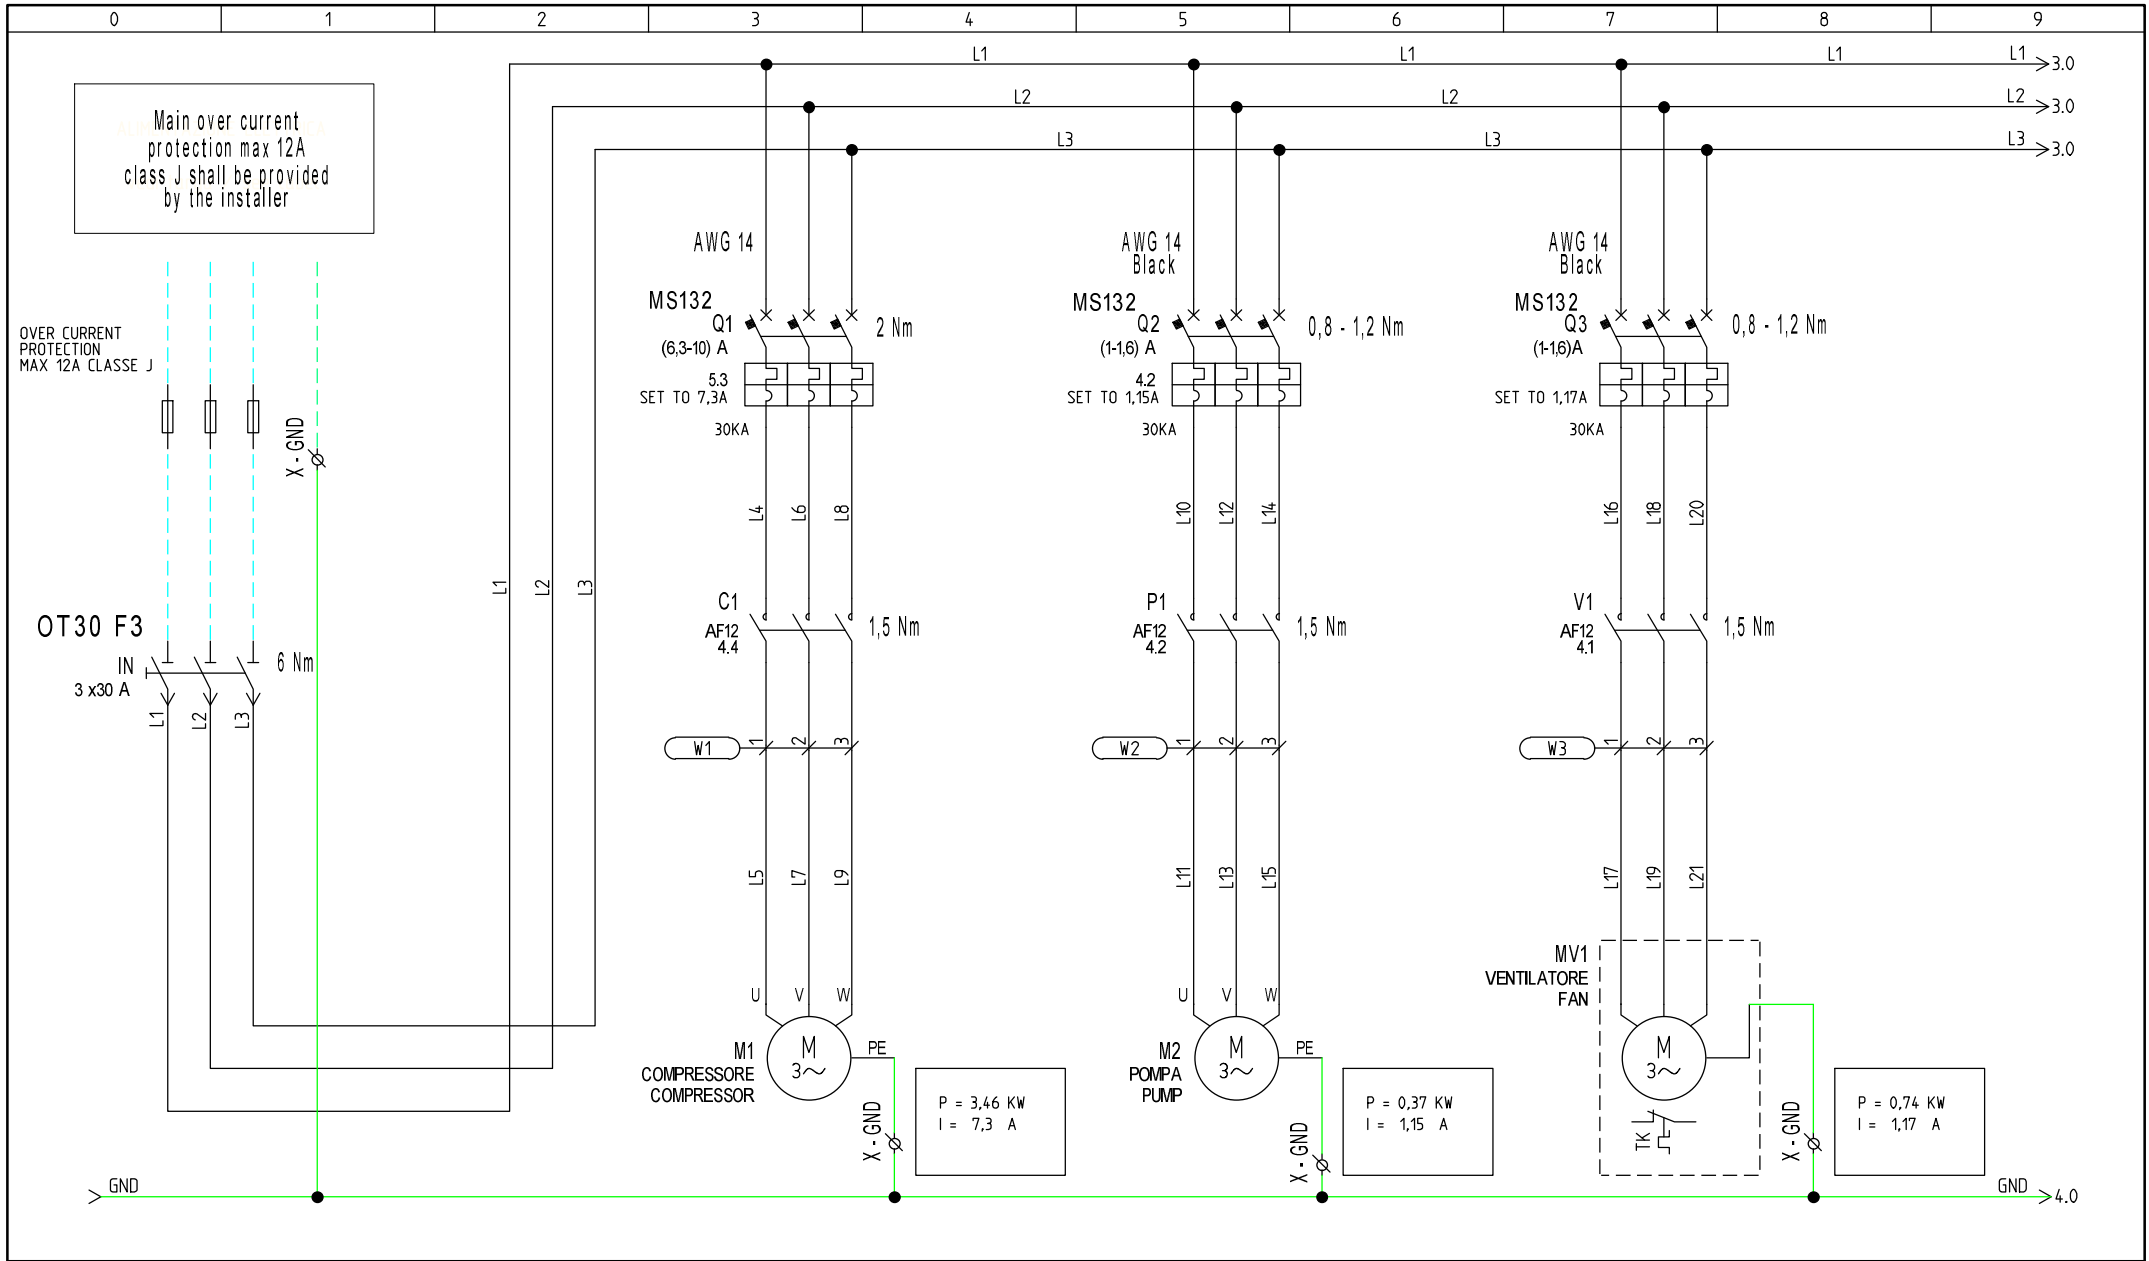 0 1 2 3 4 5 6 7 8 9
L1 L1 L1 L1 3.0
L2 L2 L2 3.0
L3 L3 L3 3.0
Main over current
protection max 12A
class J shall be provided
by the installer
OVER CURRENT
PROTECTION
MAX 12A CLASSE J
X - GND
OT30 F3
IN
3 x30 A
6 Nm
L1
L2
L3
L1
L2
L3
AWG 14
MS132
Q1
(6,3-10) A
2 Nm
5.3
SET TO 7,3A
30KA
L4
L6
L8
C1
AF12
4.4
1,5 Nm
W1
1
2
3
L5
L7
L9
U
V
W
M
3~
PE
M1
COMPRESSORE
COMPRESSOR
X - GND
P = 3,46 KW
I = 7,3 A
AWG 14
Black
MS132
Q2
(1-1,6) A
0,8 - 1,2 Nm
4.2
SET TO 1,15A
30KA
L10
L12
L14
P1
AF12
4.2
1,5 Nm
W2
1
2
3
L11
L13
L15
U
V
W
M
3~
PE
M2
POMPA
PUMP
X - GND
P = 0,37 KW
I = 1,15 A
AWG 14
Black
MS132
Q3
(1-1,6)A
0,8 - 1,2 Nm
SET TO 1,17A
30KA
L16
L18
L20
V1
AF12
4.1
1,5 Nm
W3
1
2
3
L17
L19
L21
MV1
VENTILATORE
FAN
M
3~
TK
X - GND
P = 0,74 KW
I = 1,17 A
GND
GND 4.0